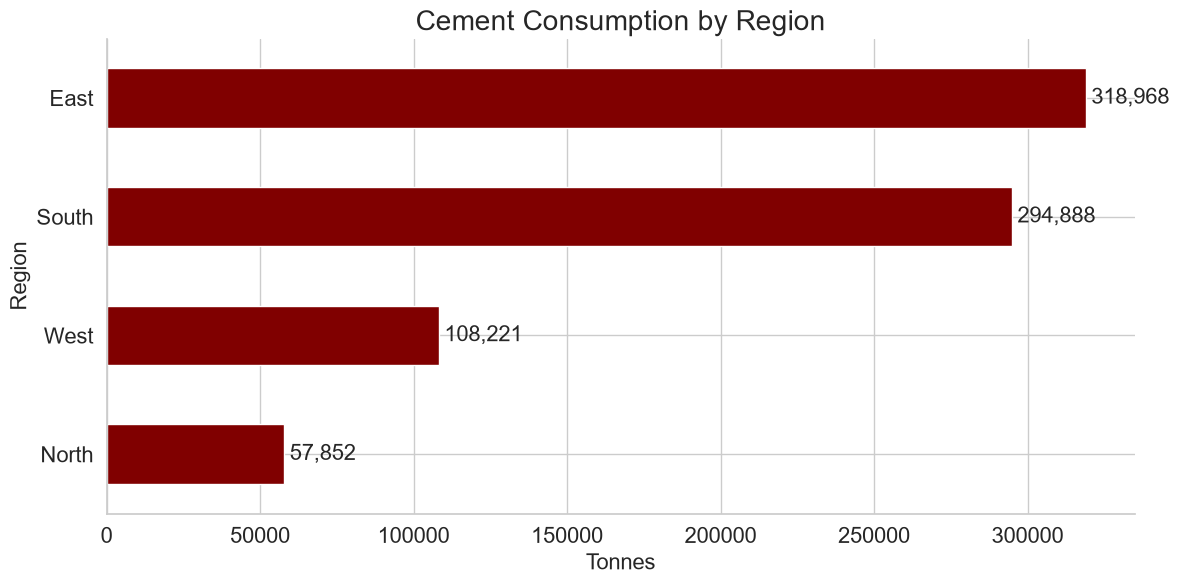 Cement Consumption by Region
East
318,968
South
294,888
Region
West
108,221
North
57,852
0 50000 100000 150000 200000 250000 300000
Tonnes